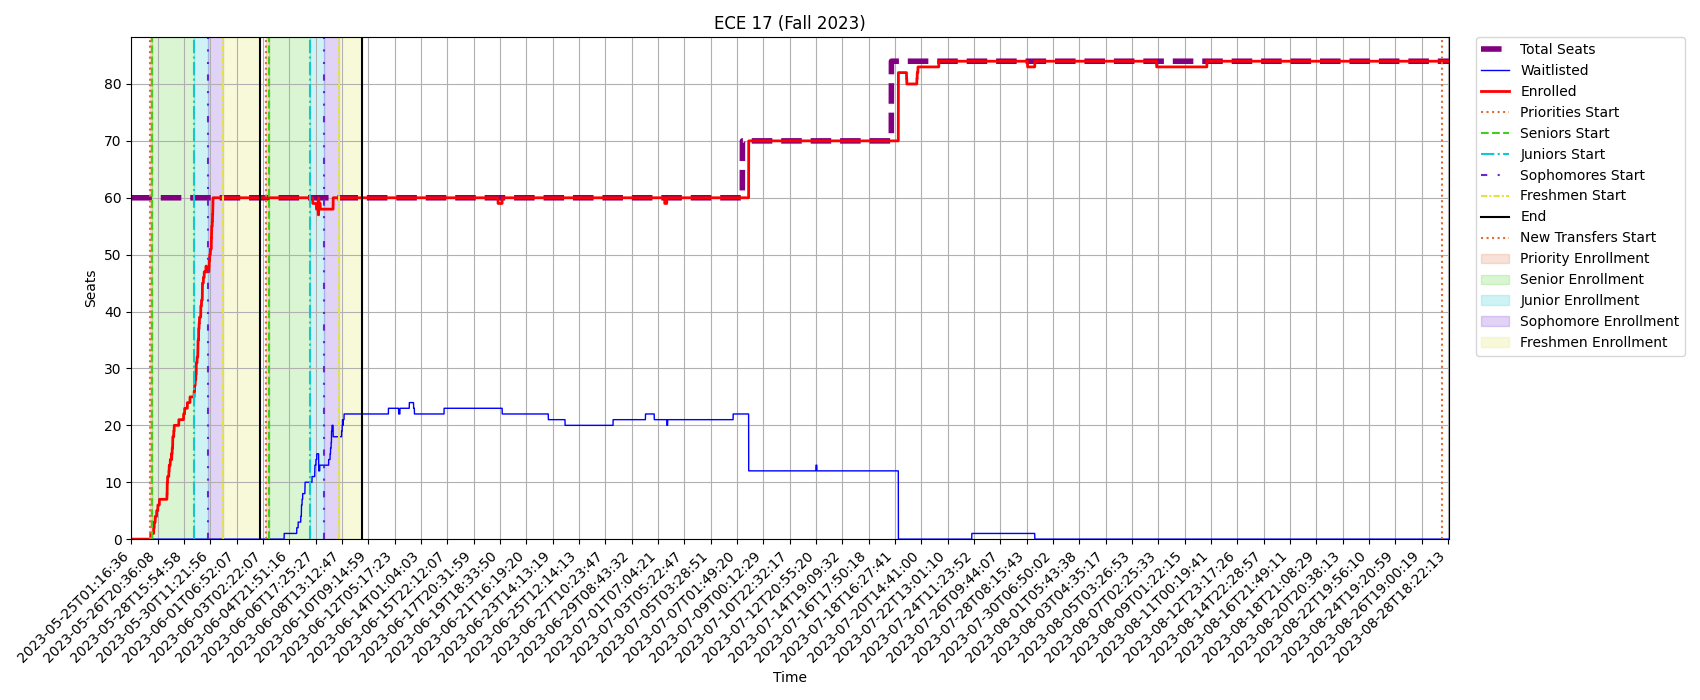 ECE 17 (Fall 2023)
Seats
80
70
60
50
40
30
20
10
0
2023-05-25T01:16:36
2023-05-26T20:36:08
2023-05-28T15:54:58
2023-05-30T11:21:56
2023-06-01T06:52:07
2023-06-03T02:22:07
2023-06-04T21:51:16
2023-06-06T17:25:27
2023-06-08T13:12:47
2023-06-10T09:14:59
2023-06-12T05:17:23
2023-06-14T01:04:03
2023-06-15T22:12:07
2023-06-17T20:31:59
2023-06-19T18:33:50
2023-06-21T16:19:20
2023-06-23T14:13:19
2023-06-25T12:14:13
2023-06-27T10:23:47
2023-06-29T08:43:32
2023-07-01T07:04:21
2023-07-03T05:22:47
2023-07-05T03:28:51
2023-07-07T01:49:20
2023-07-09T00:12:29
2023-07-10T22:32:17
2023-07-12T20:55:20
2023-07-14T19:09:32
2023-07-16T17:50:18
2023-07-18T16:27:41
2023-07-20T14:41:00
2023-07-22T13:01:10
2023-07-24T11:23:52
2023-07-26T09:44:07
2023-07-28T08:15:43
2023-07-30T06:50:02
2023-08-01T05:43:38
2023-08-03T04:35:17
2023-08-05T03:26:53
2023-08-07T02:25:33
2023-08-09T01:22:15
2023-08-11T00:19:41
2023-08-12T23:17:26
2023-08-14T22:28:57
2023-08-16T21:49:11
2023-08-18T21:08:29
2023-08-20T20:38:13
2023-08-22T19:56:10
2023-08-24T19:20:59
2023-08-26T19:00:19
2023-08-28T18:22:13
Time
Total Seats
Waitlisted
Enrolled
Priorities Start
Seniors Start
Juniors Start
Sophomores Start
Freshmen Start
End
New Transfers Start
Priority Enrollment
Senior Enrollment
Junior Enrollment
Sophomore Enrollment
Freshmen Enrollment